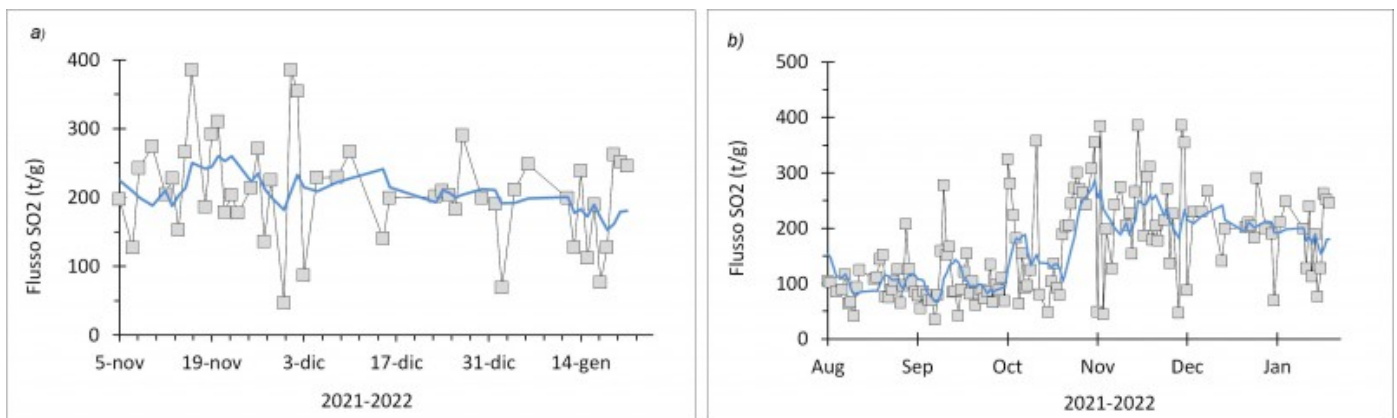 a)
Flusso SO2 (t/g)
400
300
200
100
0
5-nov 19-nov 3-dic 17-dic 31-dic 14-gen
2021-2022
b)
Flusso SO2 (t/g)
500
400
300
200
100
0
Aug Sep Oct Nov Dec Jan
2021-2022